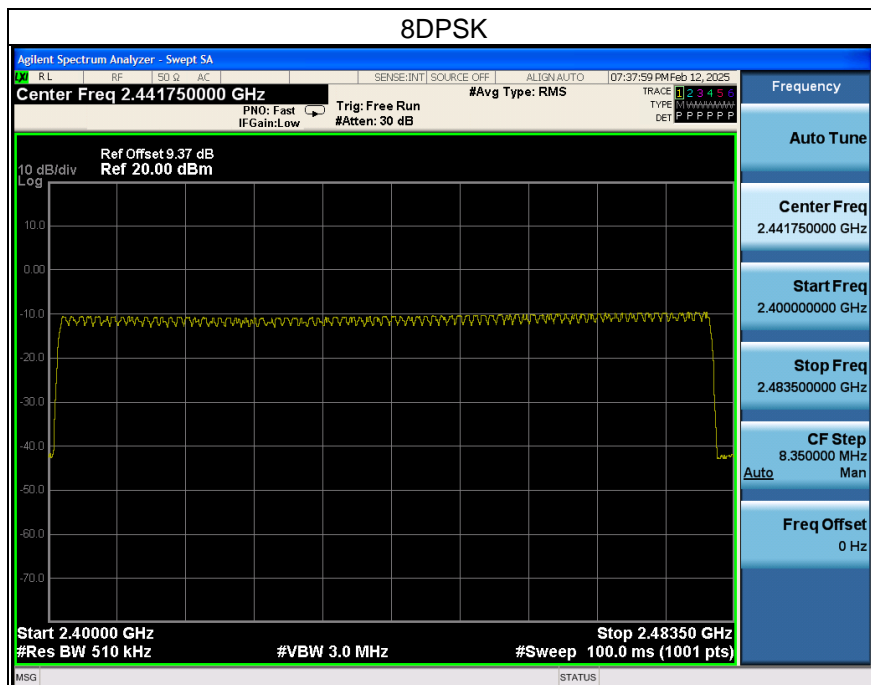 8DPSK
Agilent Spectrum Analyzer - Swept SA
LXI RL RF 50 Ω AC SENSE:INT SOURCE OFF ALIGN AUTO 07:37:59 PM Feb 12, 2025
Center Freq 2.441750000 GHz #Avg Type: RMS TRACE 1 2 3 4 5 6
PNO: Fast Trig: Free Run TYPE M WWWWW
IFGain:Low #Atten: 30 dB DET P P P P P P
Frequency
Auto Tune
Center Freq
2.441750000 GHz
Start Freq
2.400000000 GHz
Stop Freq
2.483500000 GHz
CF Step
8.350000 MHz
Auto Man
Freq Offset
0 Hz
Ref Offset 9.37 dB
10 dB/div Ref 20.00 dBm
Log
10.0
0.00
-10.0
-20.0
-30.0
-40.0
-50.0
-60.0
-70.0
Start 2.40000 GHz Stop 2.48350 GHz
#Res BW 510 kHz #VBW 3.0 MHz #Sweep 100.0 ms (1001 pts)
MSG STATUS